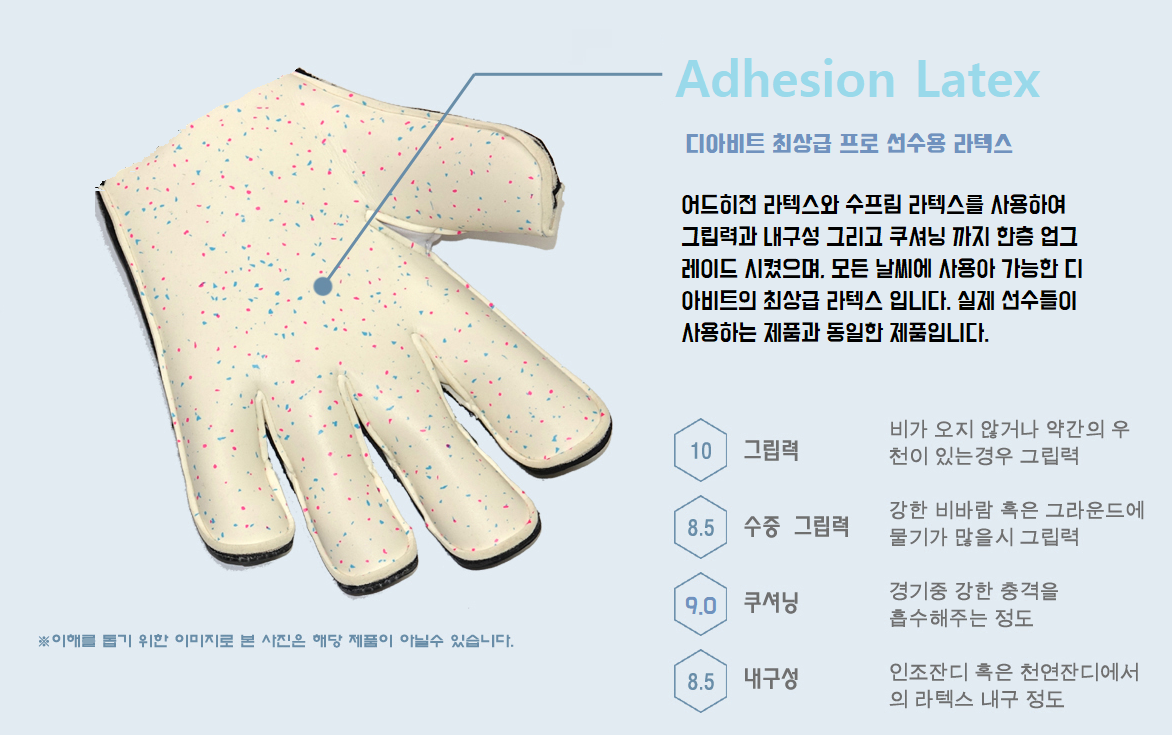 Adhesion Latex
디아비트 최상급 프로 선수용 라텍스
어드히전 라텍스와 수프림 라텍스를 사용하여
그립력과 내구성 그리고 쿠셔닝 까지 한층 업그
레이드 시켰으며, 모든 날씨에 사용아 가능한 디
아비트의 최상급 라텍스 입니다. 실제 선수들이
사용하는 제품과 동일한 제품입니다.
10 그립력
비가 오지 않거나 약간의 우
천이 있는경우 그립력
8.5 수중 그립력
강한 비바람 혹은 그라운드에
물기가 많을시 그립력
9.0 쿠셔닝
경기중 강한 충격을
흡수해주는 정도
8.5 내구성
인조잔디 혹은 천연잔디에서
의 라텍스 내구 정도
※이해를 돕기 위한 이미지로 본 사진은 해당 제품이 아닐수 있습니다.